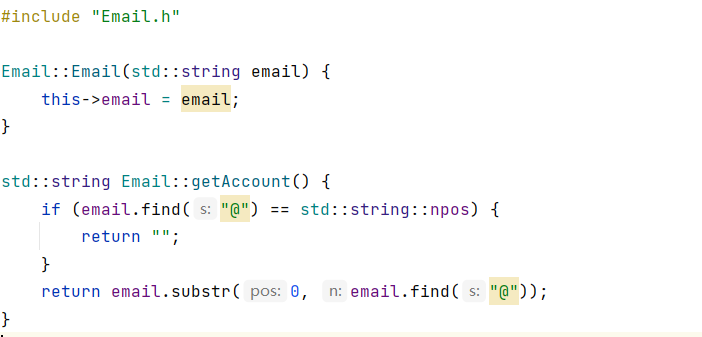 #include "Email.h"
Email::Email(std::string email) {
    this->email = email;
}
std::string Email::getAccount() {
    if (email.find( s: "@") == std::string::npos) {
        return "";
    }
    return email.substr( pos: 0, n: email.find( s: "@"));
}